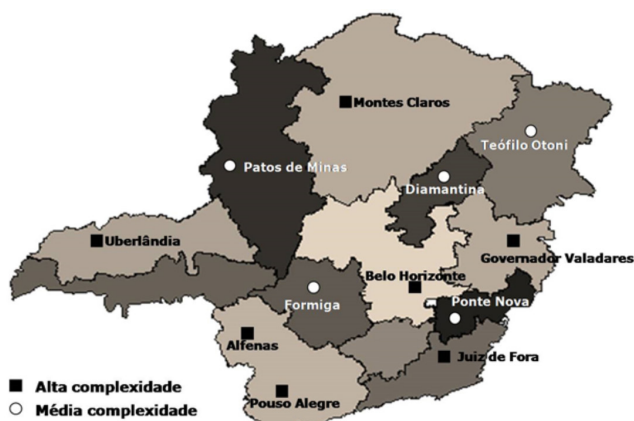 Montes Claros
Teófilo Otoni
Patos de Minas
Diamantina
Uberlândia
Governador Valadares
Belo Horizonte
Formiga
Ponte Nova
Alfenas
Juiz de Fora
Alta complexidade
Pouso Alegre
Média complexidade